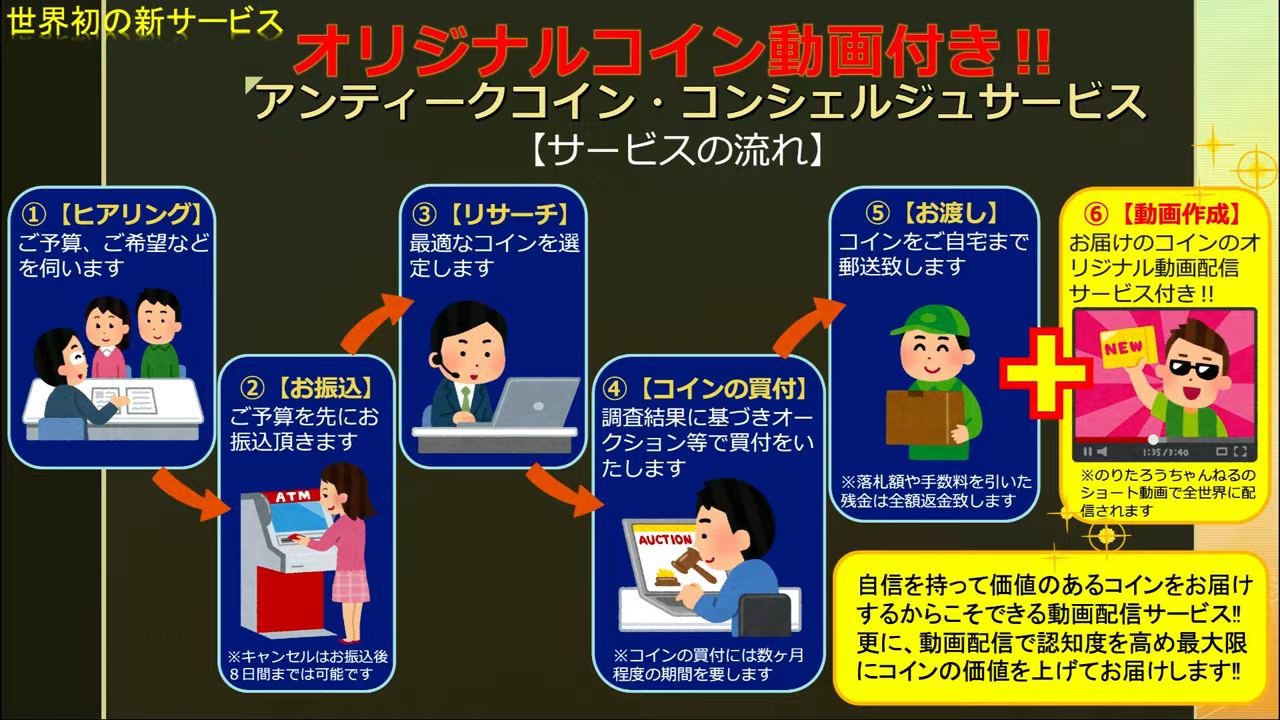 世界初の新サービス
オリジナルコイン動画付き!!
アンティークコイン・コンシェルジュサービス
【サービスの流れ】
①【ヒアリング】
ご予算、ご希望など
を伺います
②【お振込】
ご予算を先にお
振込頂きます
ATM
※キャンセルはお振込後
８日間までは可能です
③【リサーチ】
最適なコインを選
定します
④【コインの買付】
調査結果に基づきオー
クション等で買付をい
たします
AUCTION
※コインの買付には数ヶ月
程度の期間を要します
⑤【お渡し】
コインをご自宅まで
郵送致します
※落札額や手数料を引いた
残金は全額返金致します
⑥【動画作成】
お届けのコインのオ
リジナル動画配信
サービス付き!!
NEW
1:35/3:40
※のりたろうちゃんねるの
ショート動画で全世界に配
信されます
自信を持って価値のあるコインをお届け
するからこそできる動画配信サービス!!
更に、動画配信で認知度を高め最大限
にコインの価値を上げてお届けします!!